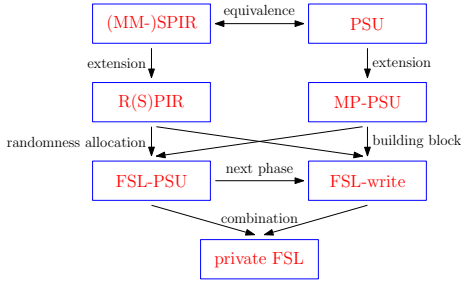 (MM-)SPIR
equivalence
PSU
extension
extension
R(S)PIR
MP-PSU
randomness allocation
building block
FSL-PSU
next phase
FSL-write
combination
private FSL